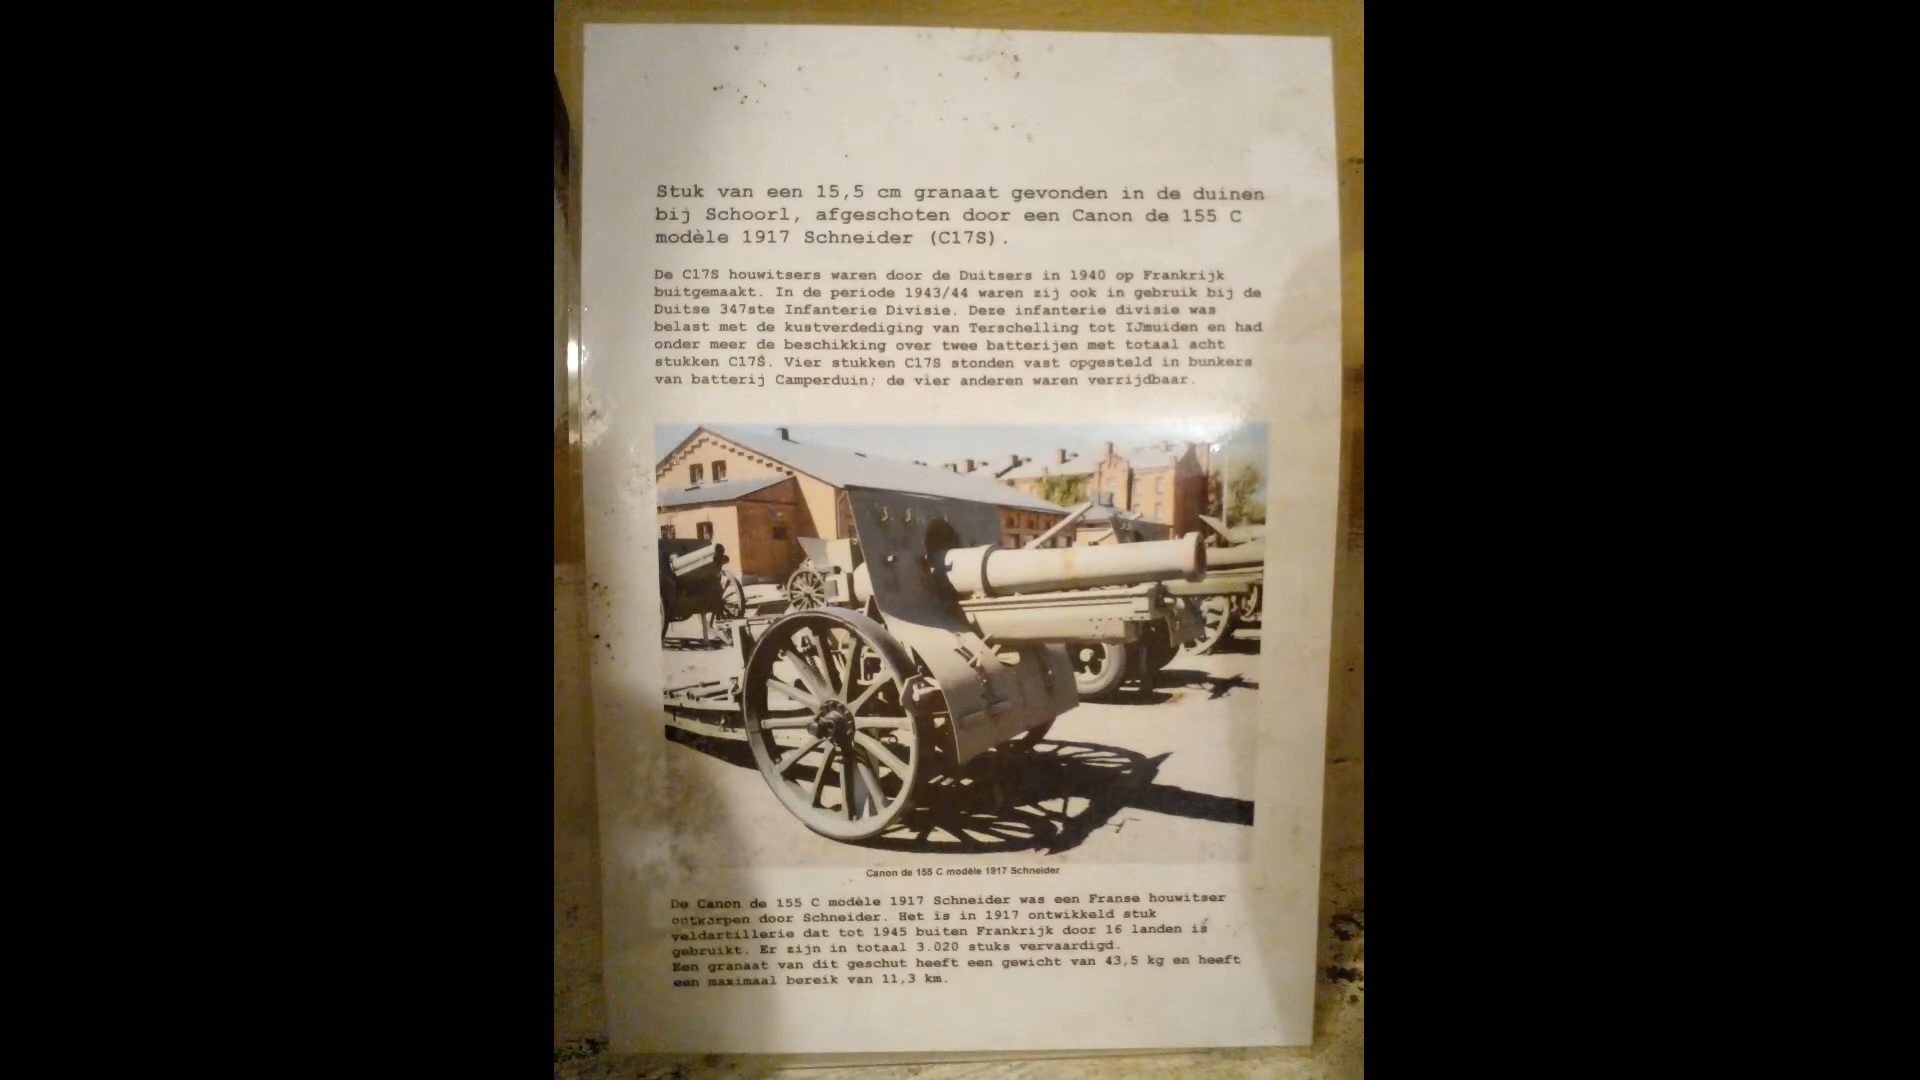 Stuk van een 15,5 cm granaat gevonden in de duinen
bij Schoorl, afgeschoten door een Canon de 155 C
modèle 1917 Schneider (C17S).
De C17S houwitsers waren door de Duitsers in 1940 op Frankrijk
buitgemaakt. In de periode 1943/44 waren zij ook in gebruik bij de
Duitse 347ste Infanterie Divisie. Deze infanterie divisie was
belast met de kustverdediging van Terschelling tot IJmuiden en had
onder meer de beschikking over twee batterijen met totaal acht
stukken C17S. Vier stukken C17S stonden vast opgesteld in bunkers
van batterij Camperduin; de vier anderen waren verrijdbaar.
Canon de 155 C modèle 1917 Schneider
De Canon de 155 C modèle 1917 Schneider was een Franse houwitser
ontworpen door Schneider. Het is in 1917 ontwikkeld stuk
veldartillerie dat tot 1945 buiten Frankrijk door 16 landen is
gebruikt. Er zijn in totaal 3.020 stuks vervaardigd.
Een granaat van dit geschut heeft een gewicht van 43,5 kg en heeft
een maximaal bereik van 11,3 km.